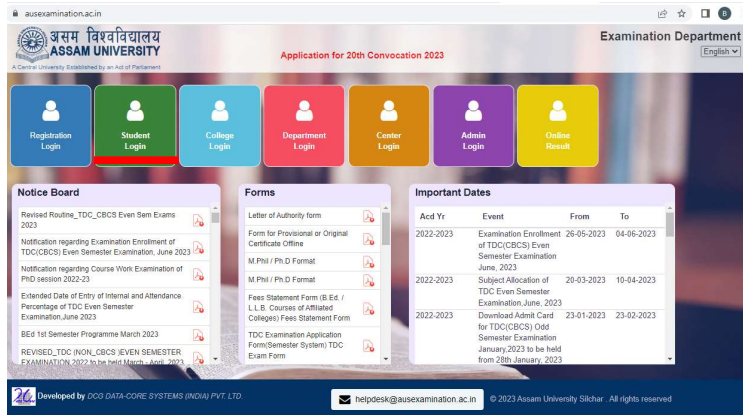 ausexamination.ac.in
B
असम विश्वविद्यालय
ASSAM UNIVERSITY
A Central University Established by an Act of Parliament
Application for 20th Convocation 2023
Examination Department
English
Registration
Login
Student
Login
College
Login
Department
Login
Center
Login
Admin
Login
Online
Result
Notice Board
Revised Routine_TDC_CBCS Even Sem Exams
2023
Notification regarding Examination Enrollment of
TDC(CBCS) Even Semester Examination, June 2023
Notification regarding Course Work Examination of
PhD session 2022-23
Extended Date of Entry of Internal and Attendance
Percentage of TDC Even Semester
Examination,June 2023
BEd 1st Semester Programme March 2023
REVISED_TDC (NON_CBCS )EVEN SEMESTER
EXAMINATION 2022 to be held March - April, 2023
Forms
Letter of Authority form
Form for Provisional or Original
Certificate Offline
M.Phil / Ph.D Format
M.Phil / Ph.D Format
Fees Statement Form (B.Ed. /
L.L.B. Courses of Affiliated
Colleges) Fees Statement Form
TDC Examination Application
Form(Semester System) TDC
Exam Form
Important Dates
Acd Yr Event From To
2022-2023 Examination Enrollment 26-05-2023 04-06-2023
of TDC(CBCS) Even
Semester Examination
June, 2023
2022-2023 Subject Allocation of 20-03-2023 10-04-2023
TDC Even Semester
Examination,June, 2023
2022-2023 Download Admit Card 23-01-2023 23-02-2023
for TDC(CBCS) Odd
Semester Examination
January,2023 to be held
from 28th January, 2023
Developed by DCG DATA-CORE SYSTEMS (INDIA) PVT. LTD.
helpdesk@ausexamination.ac.in
© 2023 Assam University Silchar . All rights reserved